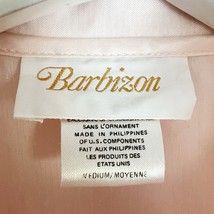 Barbizon
SANS L'ORNAMENT
MADE IN PHILIPPINES
OF U.S. COMPONENTS
FAIT AUX PHILIPPINES
LES PRODUITS DES
ETATS UNIS
MEDIUM/MOYENNE